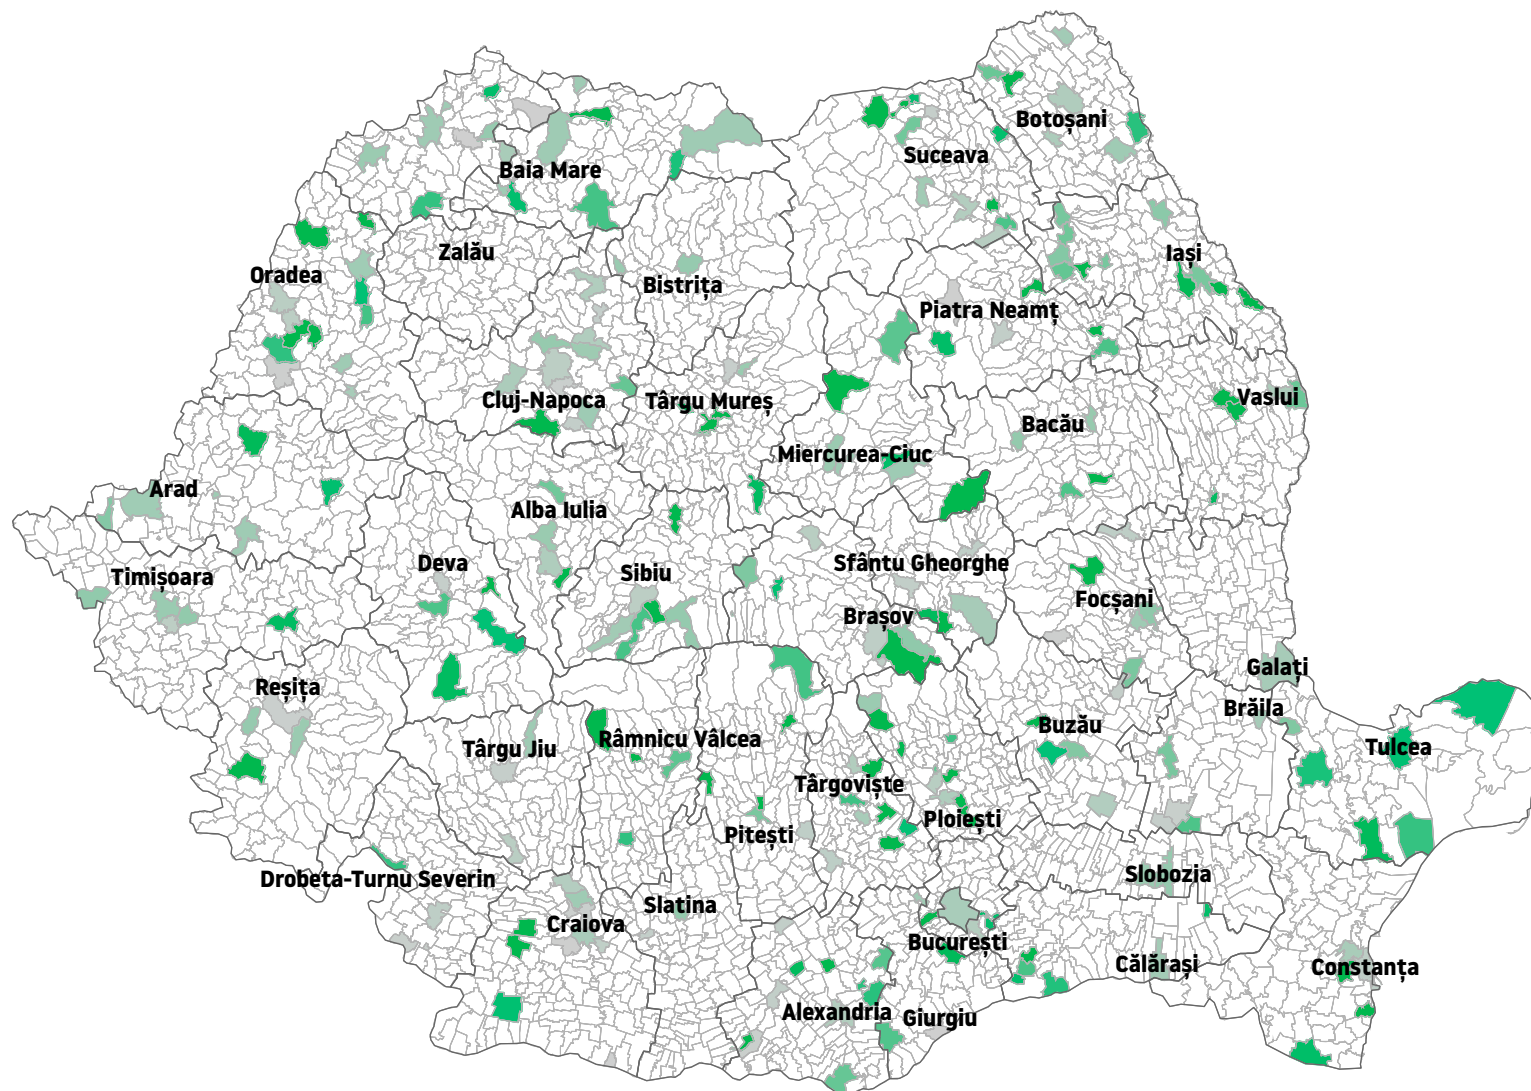 Botoșani
Suceava
Baia Mare
Zalău
Iași
Oradea
Bistrița
Piatra Neamț
Cluj-Napoca
Târgu Mureș
Vaslui
Bacău
Miercurea-Ciuc
Arad
Alba Iulia
Deva
Sibiu
Sfântu Gheorghe
Timișoara
Focșani
Brașov
Galați
Reșița
Brăila
Buzău
Râmnicu Vâlcea
Târgu Jiu
Tulcea
Târgoviște
Ploiești
Pitești
Slobozia
Drobeta-Turnu Severin
Slatina
Craiova
București
Călărași
Constanța
Alexandria
Giurgiu